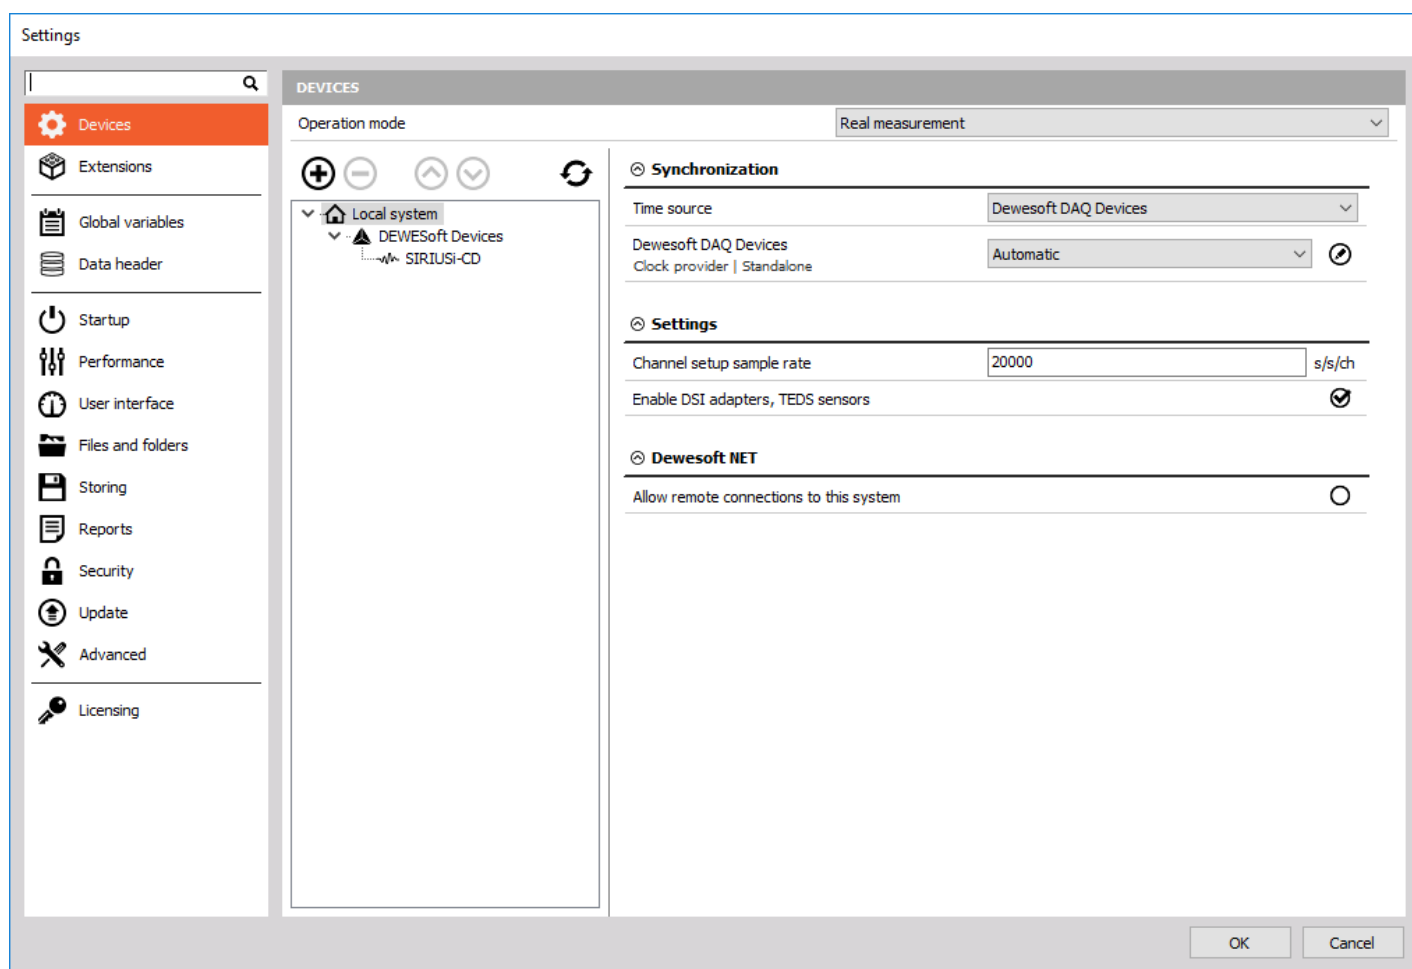 Settings
Devices
Extensions
Global variables
Data header
Startup
Performance
User interface
Files and folders
Storing
Reports
Security
Update
Advanced
Licensing
DEVICES
Operation mode
Real measurement
Local system
DEWESoft Devices
SIRIUSi-CD
Synchronization
Time source
Dewesoft DAQ Devices
Dewesoft DAQ Devices
Clock provider | Standalone
Automatic
Settings
Channel setup sample rate
20000
s/s/ch
Enable DSI adapters, TEDS sensors
Dewesoft NET
Allow remote connections to this system
OK
Cancel